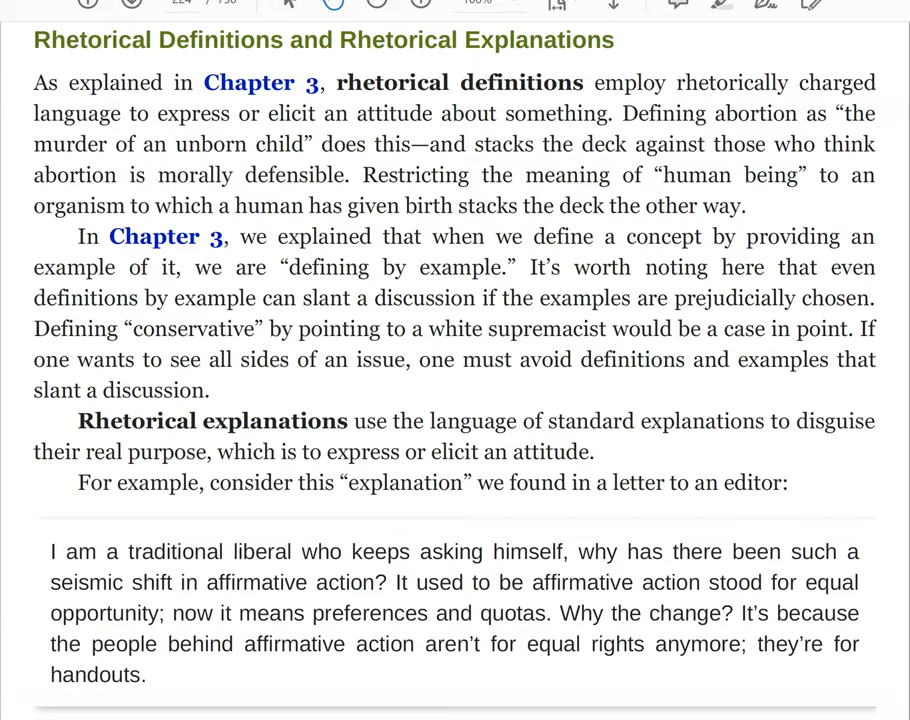 Rhetorical Definitions and Rhetorical Explanations
As explained in Chapter 3, rhetorical definitions employ rhetorically charged
language to express or elicit an attitude about something. Defining abortion as “the
murder of an unborn child” does this—and stacks the deck against those who think
abortion is morally defensible. Restricting the meaning of “human being” to an
organism to which a human has given birth stacks the deck the other way.
In Chapter 3, we explained that when we define a concept by providing an
example of it, we are “defining by example.” It’s worth noting here that even
definitions by example can slant a discussion if the examples are prejudicially chosen.
Defining “conservative” by pointing to a white supremacist would be a case in point. If
one wants to see all sides of an issue, one must avoid definitions and examples that
slant a discussion.
Rhetorical explanations use the language of standard explanations to disguise
their real purpose, which is to express or elicit an attitude.
For example, consider this “explanation” we found in a letter to an editor:
I am a traditional liberal who keeps asking himself, why has there been such a
seismic shift in affirmative action? It used to be affirmative action stood for equal
opportunity; now it means preferences and quotas. Why the change? It’s because
the people behind affirmative action aren’t for equal rights anymore; they’re for
handouts.